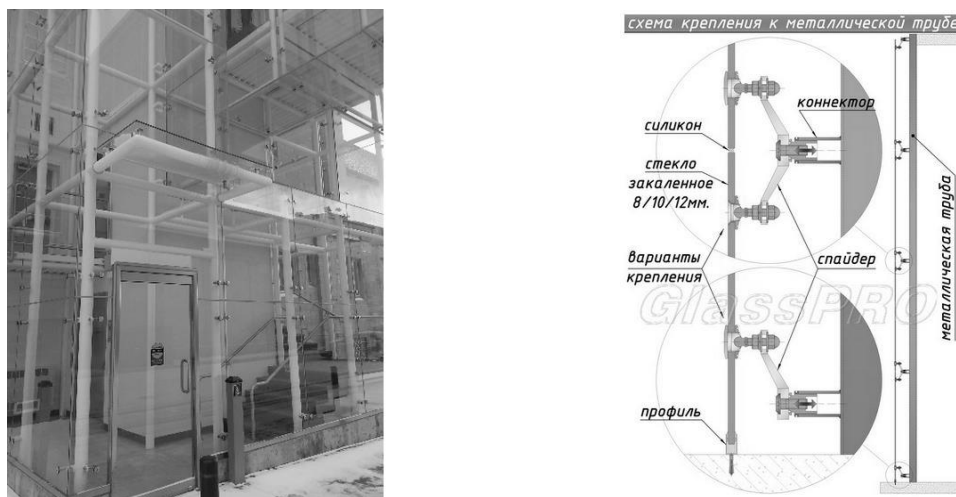 схема крепления к металлической трубе
коннектор
силикон
стекло
закаленное
8/10/12мм.
варианты
крепления
спайдер
GlassPRO
металлическая труба
профиль